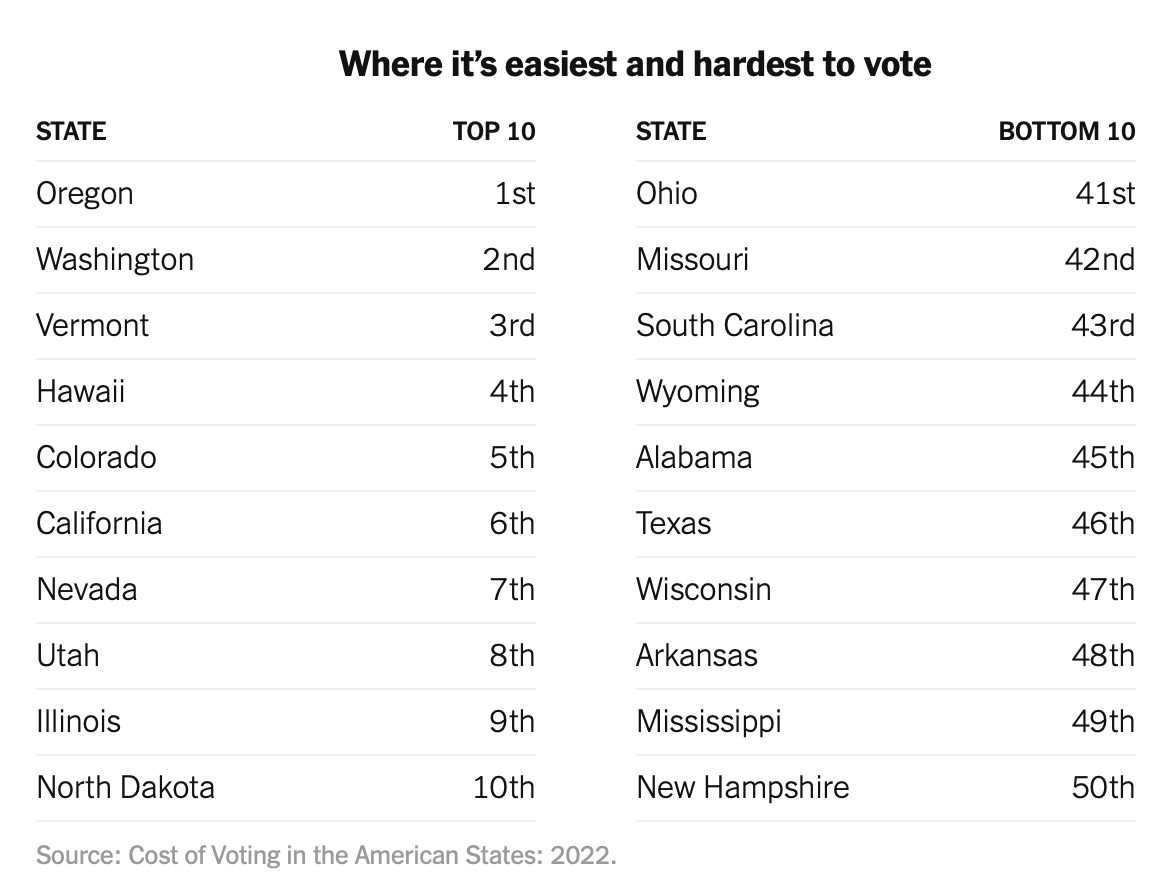 Where it’s easiest and hardest to vote
STATE TOP 10 STATE BOTTOM 10
Oregon 1st Ohio 41st
Washington 2nd Missouri 42nd
Vermont 3rd South Carolina 43rd
Hawaii 4th Wyoming 44th
Colorado 5th Alabama 45th
California 6th Texas 46th
Nevada 7th Wisconsin 47th
Utah 8th Arkansas 48th
Illinois 9th Mississippi 49th
North Dakota 10th New Hampshire 50th
Source: Cost of Voting in the American States: 2022.